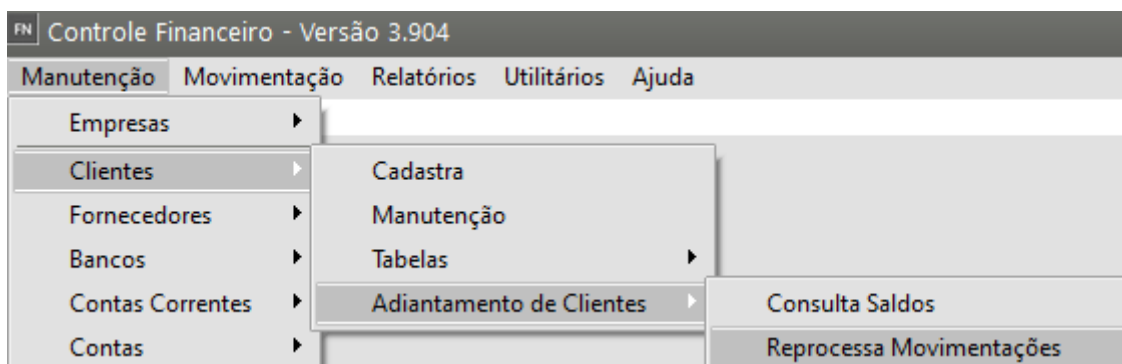 FN Controle Financeiro - Versão 3.904
Manutenção Movimentação Relatórios Utilitários Ajuda
Empresas
Clientes Cadastra
Fornecedores Manutenção
Bancos Tabelas
Contas Correntes Adiantamento de Clientes Consulta Saldos
Contas Reprocessa Movimentações